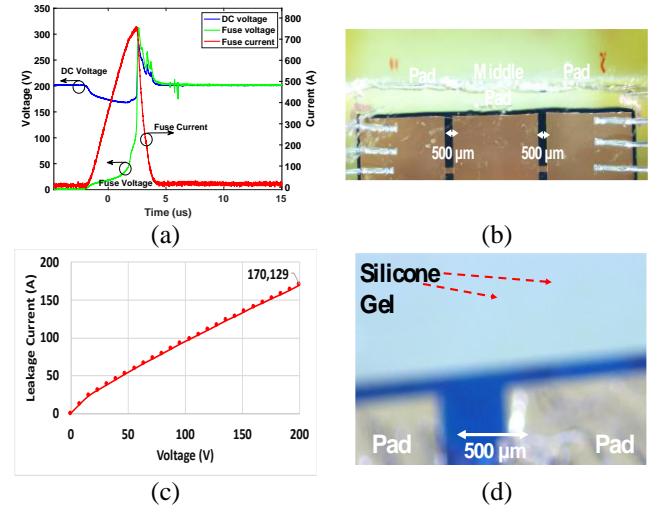 (a)
DC voltage
Fuse voltage
Fuse current
DC Voltage
Fuse Current
Fuse Voltage
350
300
250
200
150
100
50
0
Voltage (V)
800
700
600
500
400
300
200
100
0
Current (A)
0
5
10
15
Time (us)
(a)
Pad Middle Pad
Pad
500 µm
500 µm
(b)
200
150
100
50
0
Leakage Current (A)
170,129
0
50
100
150
200
Voltage (V)
(c)
Silicone
Gel
Pad
500 µm
Pad
(d)